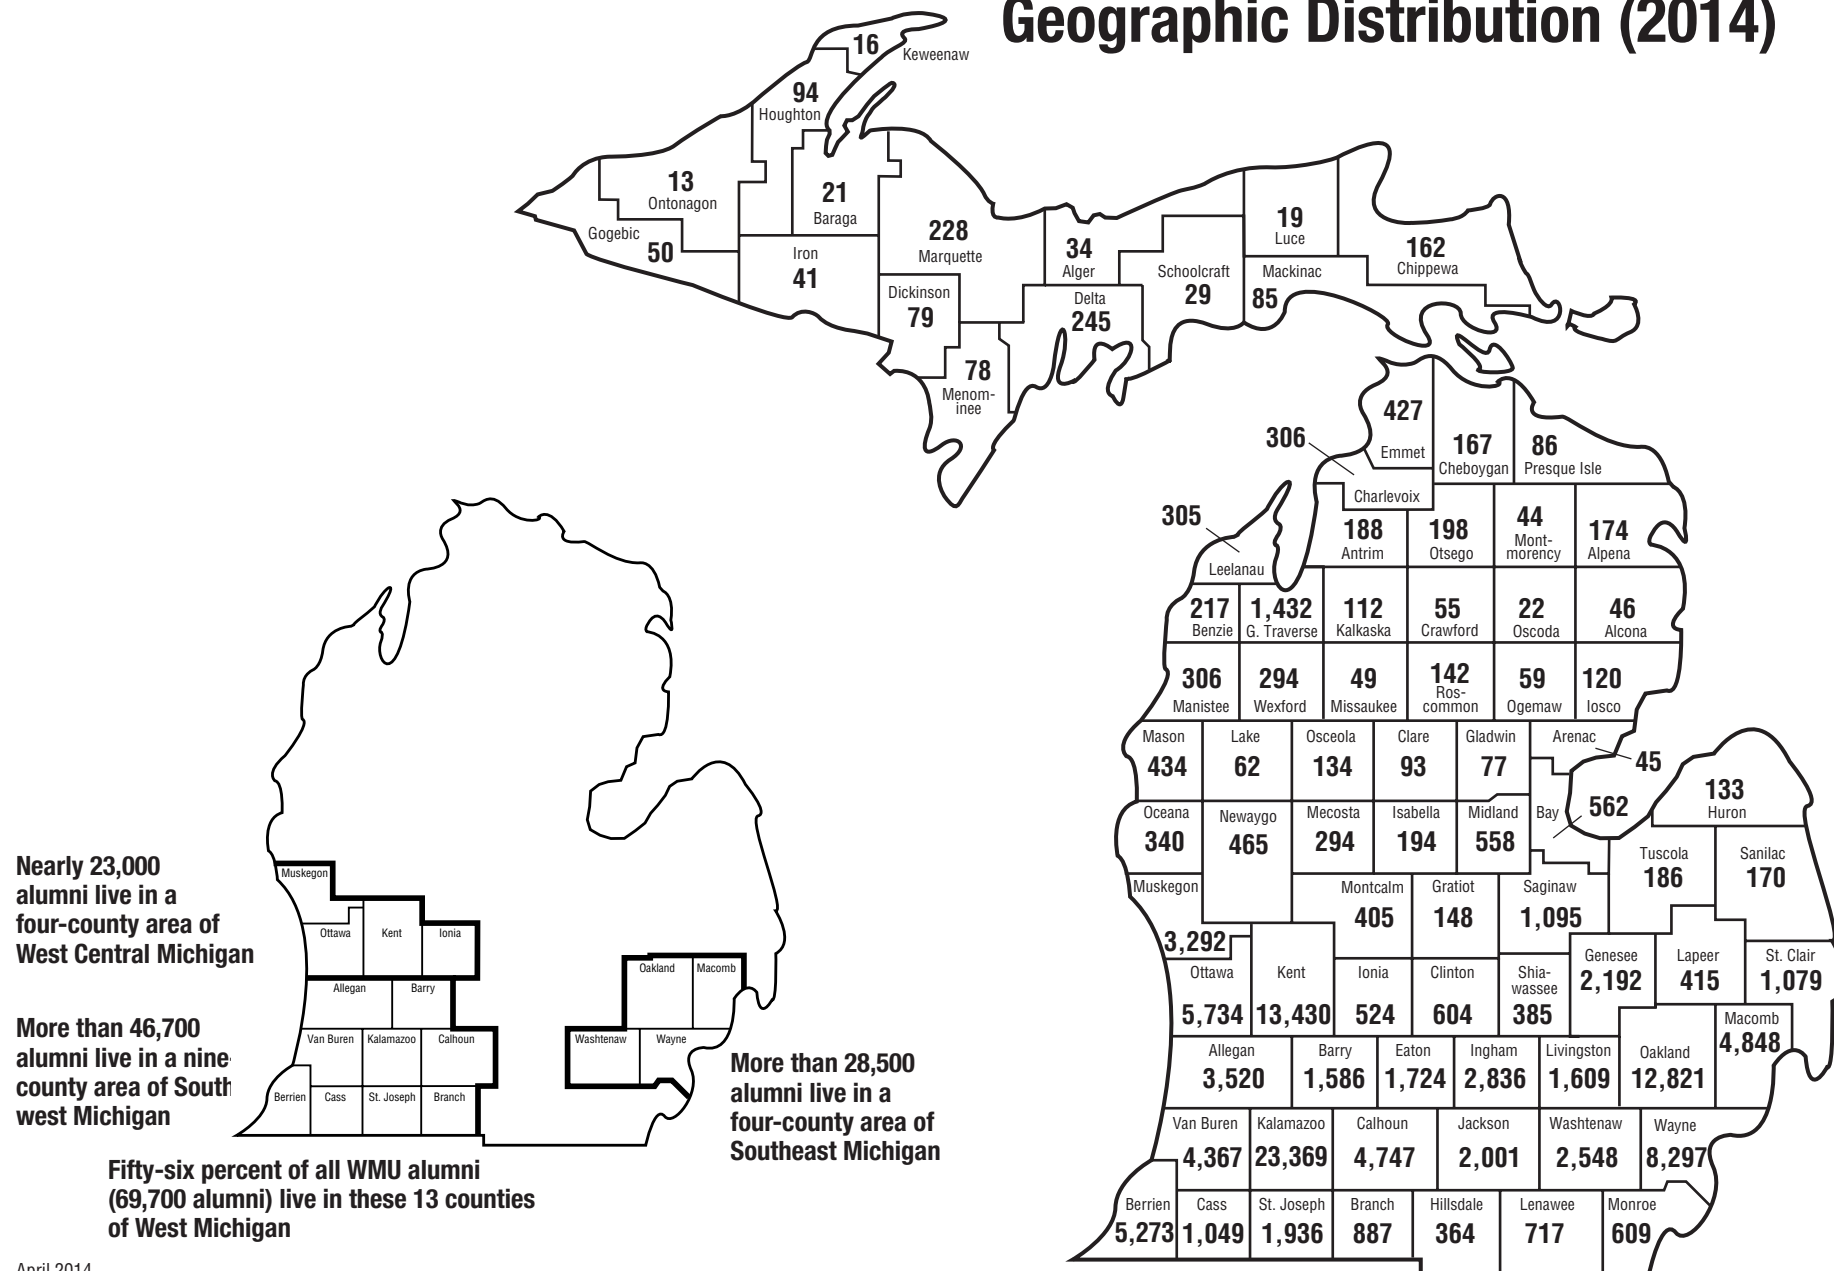 Geographic Distribution (2014)
16
Keweenaw
94
Houghton
13
Ontonagon
21
Baraga
Gogebic
50
Iron
41
228
Marquette
Dickinson
79
34
Alger
Delta
245
Schoolcraft
29
19
Luce
Mackinac
85
162
Chippewa
78
Menom-
inee
427
Emmet
306
Charlevoix
167
Cheboygan
86
Presque Isle
305
Leelanau
188
Antrim
198
Otsego
44
Mont-
morency
174
Alpena
217
Benzie
1,432
G. Traverse
112
Kalkaska
55
Crawford
22
Oscoda
46
Alcona
306
Manistee
294
Wexford
49
Missaukee
142
Ros-
common
59
Ogemaw
120
Iosco
Mason
434
Lake
62
Osceola
134
Clare
93
Gladwin
77
Arenac
45
Oceana
340
Newaygo
465
Mecosta
294
Isabella
194
Midland
558
Bay
562
133
Huron
Tuscola
186
Sanilac
170
Muskegon
3,292
Montcalm
405
Gratiot
148
Saginaw
1,095
Ottawa
5,734
Kent
13,430
Ionia
524
Clinton
604
Shia-
wassee
385
Genesee
2,192
Lapeer
415
St. Clair
1,079
Allegan
3,520
Barry
1,586
Eaton
1,724
Ingham
2,836
Livingston
1,609
Oakland
12,821
Macomb
4,848
Van Buren
4,367
Kalamazoo
23,369
Calhoun
4,747
Jackson
2,001
Washtenaw
2,548
Wayne
8,297
Berrien
5,273
Cass
1,049
St. Joseph
1,936
Branch
887
Hillsdale
364
Lenawee
717
Monroe
609
Nearly 23,000
alumni live in a
four-county area of
West Central Michigan
Muskegon
Ottawa
Kent
Ionia
Allegan
Barry
More than 46,700
alumni live in a nine-
county area of South
west Michigan
Van Buren
Kalamazoo
Calhoun
Berrien
Cass
St. Joseph
Branch
Oakland
Macomb
Washtenaw
Wayne
More than 28,500
alumni live in a
four-county area of
Southeast Michigan
Fifty-six percent of all WMU alumni
(69,700 alumni) live in these 13 counties
of West Michigan
April 2014